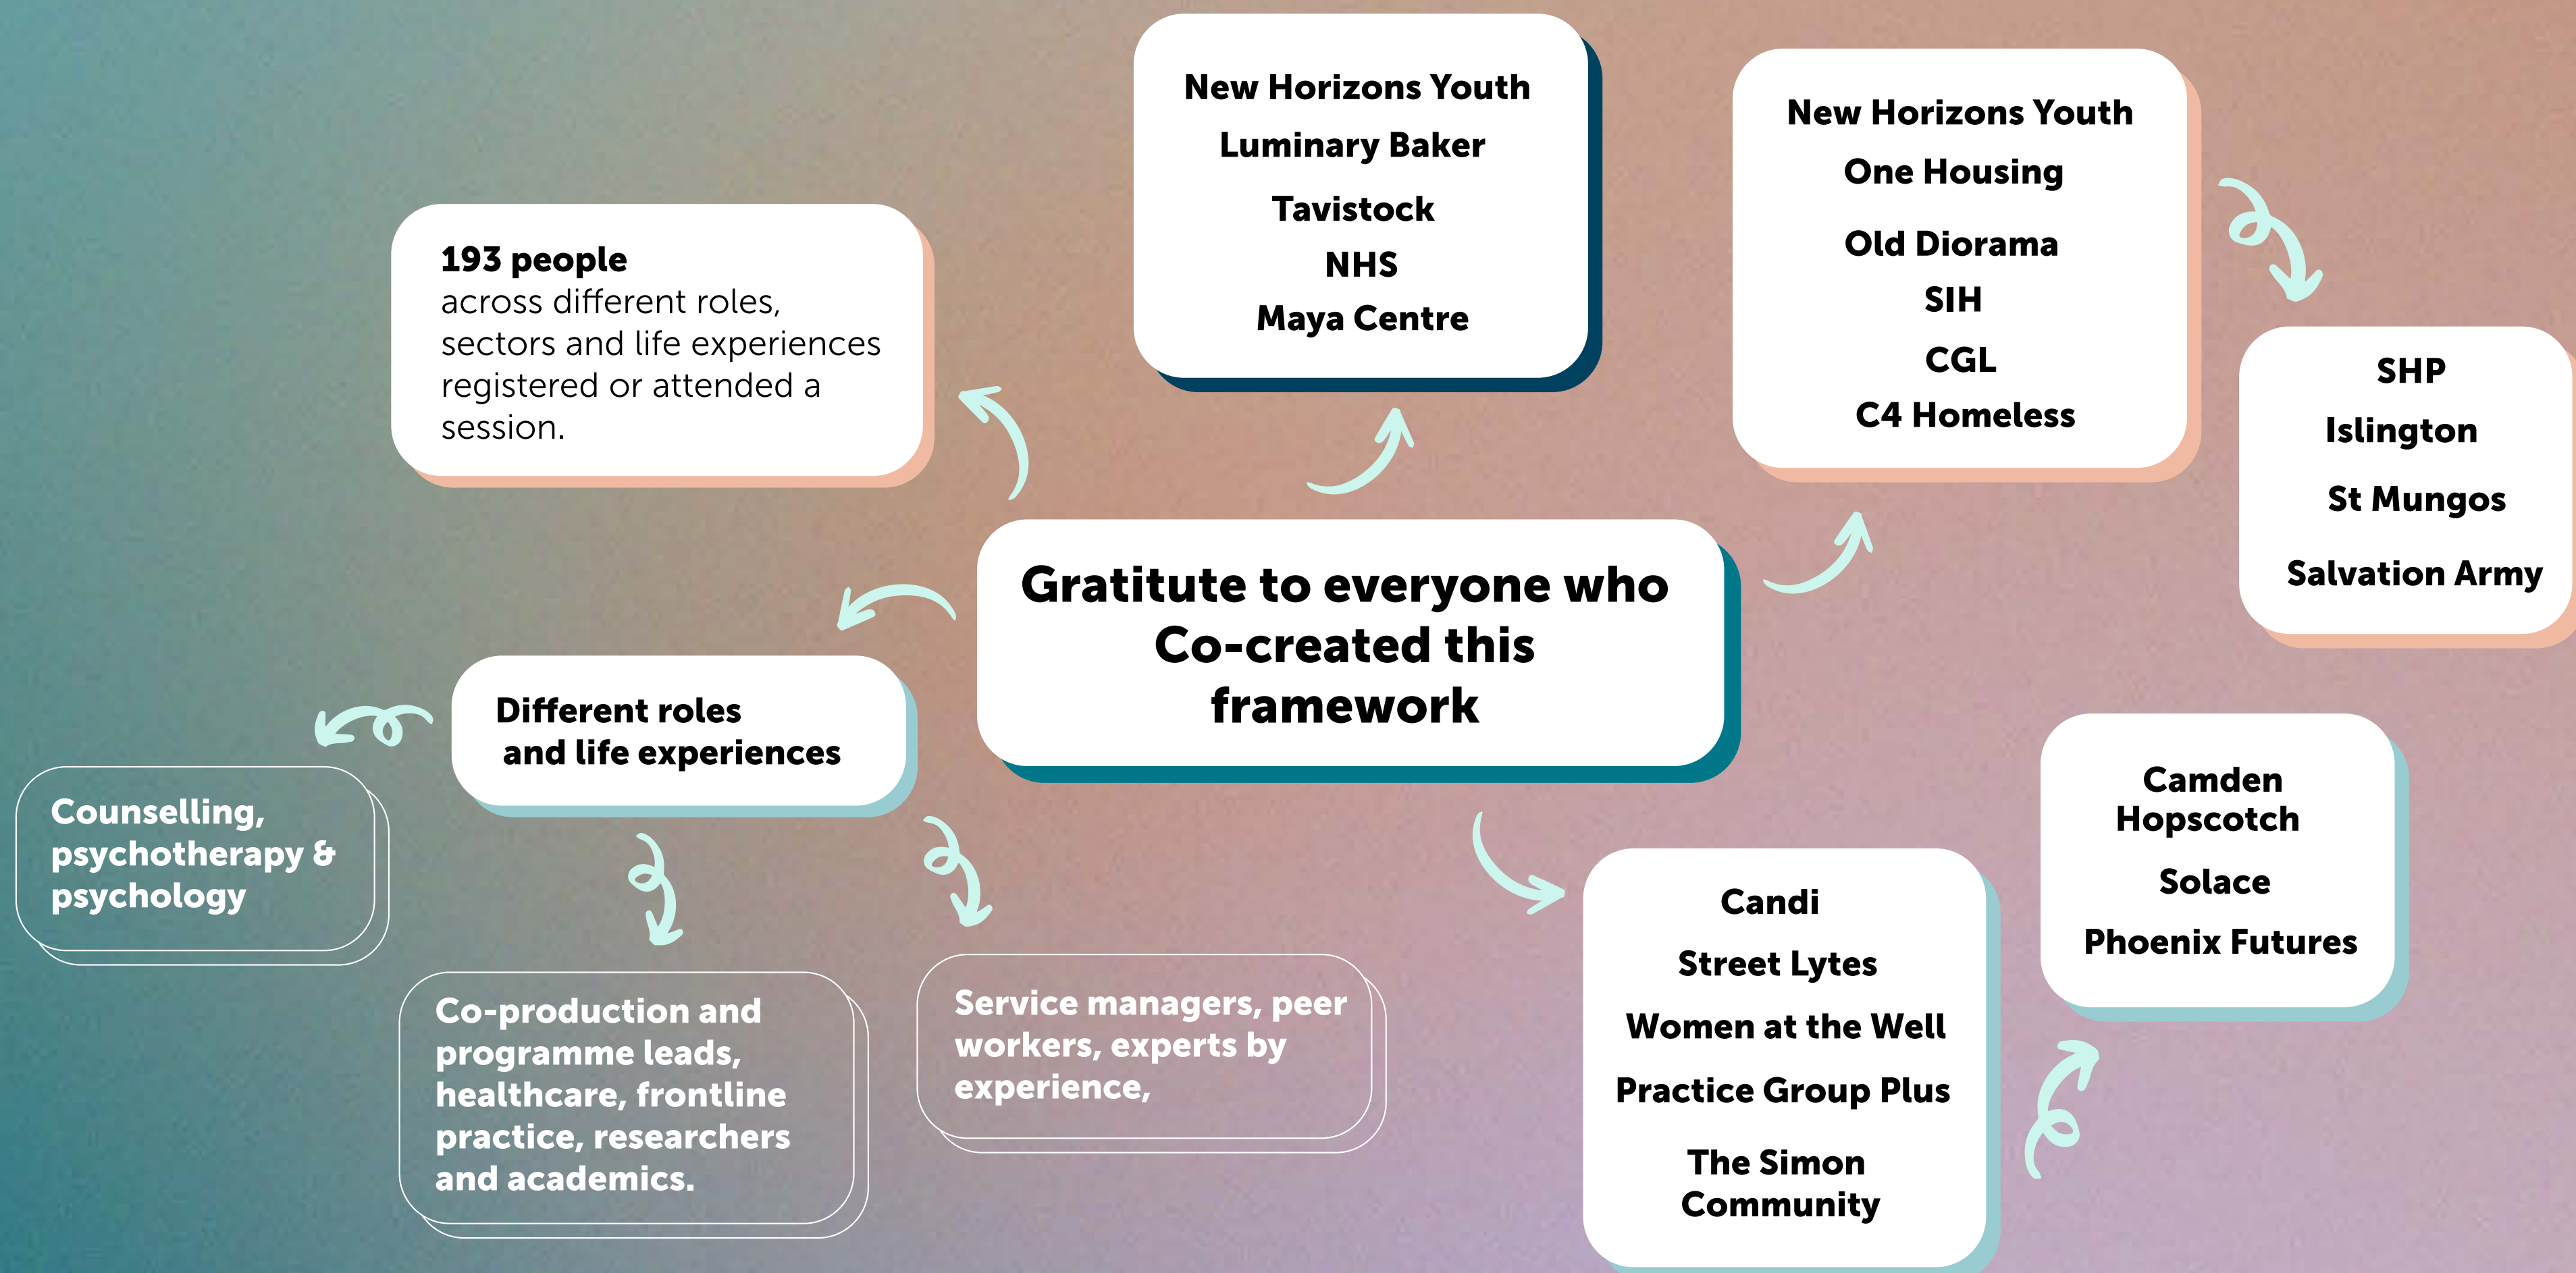 Gratitute to everyone who
Co-created this
framework
193 people
across different roles,
sectors and life experiences
registered or attended a
session.
New Horizons Youth
Luminary Baker
Tavistock
NHS
Maya Centre
New Horizons Youth
One Housing
Old Diorama
SIH
CGL
C4 Homeless
SHP
Islington
St Mungos
Salvation Army
Different roles
and life experiences
Counselling,
psychotherapy &
psychology
Co-production and
programme leads,
healthcare, frontline
practice, researchers
and academics.
Service managers, peer
workers, experts by
experience,
Candi
Street Lytes
Women at the Well
Practice Group Plus
The Simon
Community
Camden
Hopscotch
Solace
Phoenix Futures